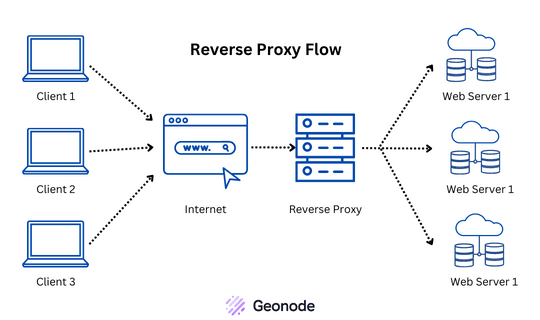 Reverse Proxy Flow
Client 1
Client 2
Client 3
www.
Internet
Reverse Proxy
Web Server 1
Web Server 1
Web Server 1
Geonode